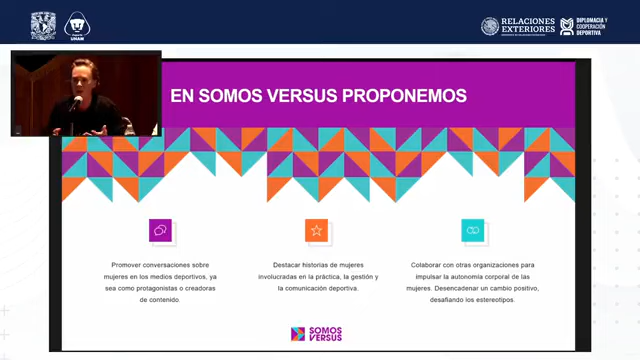 Deporte
UNAM
RELACIONES
EXTERIORES
DIPLOMACIA Y
COOPERACIÓN
DEPORTIVA
EN SOMOS VERSUS PROPONEMOS
Promover conversaciones sobre
mujeres en los medios deportivos, ya
sea como protagonistas o creadoras
de contenido.
Destacar historias de mujeres
involucradas en la práctica, la gestión y
la comunicación deportiva.
Colaborar con otras organizaciones para
impulsar la autonomía corporal de las
mujeres. Desencadenar un cambio positivo,
desafiando los estereotipos.
SOMOS
VERSUS